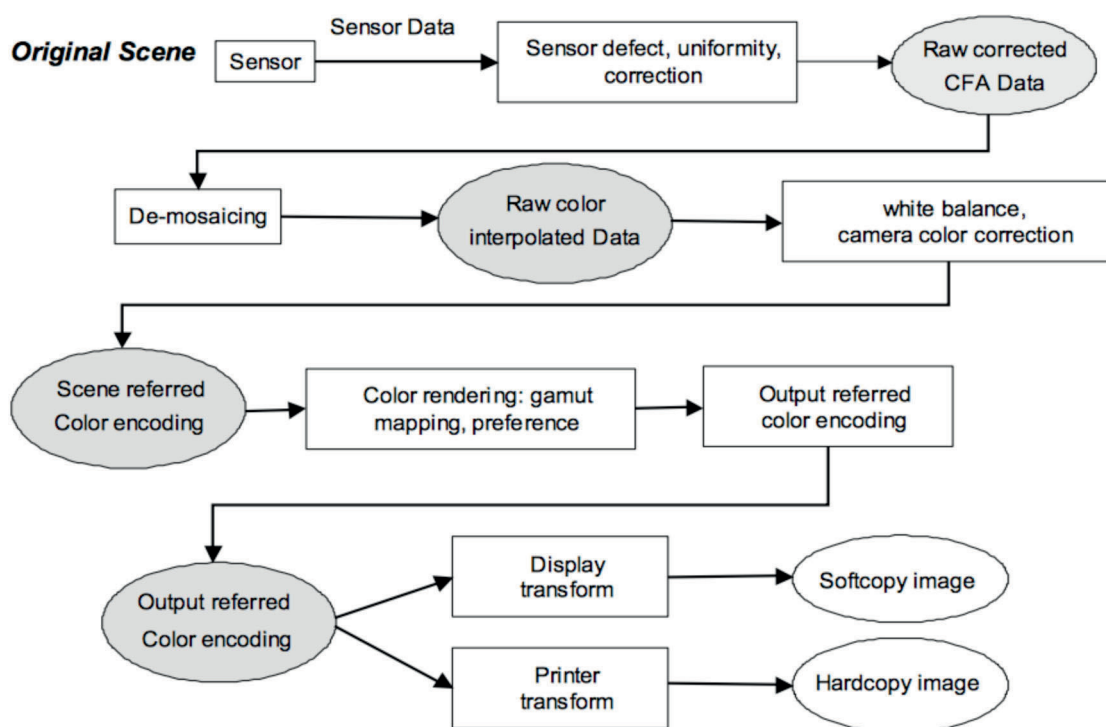 Original Scene
Sensor
Sensor Data
Sensor defect, uniformity,
correction
Raw corrected
CFA Data
De-mosaicing
Raw color
interpolated Data
white balance,
camera color correction
Scene referred
Color encoding
Color rendering: gamut
mapping, preference
Output referred
color encoding
Output referred
Color encoding
Display
transform
Softcopy image
Printer
transform
Hardcopy image